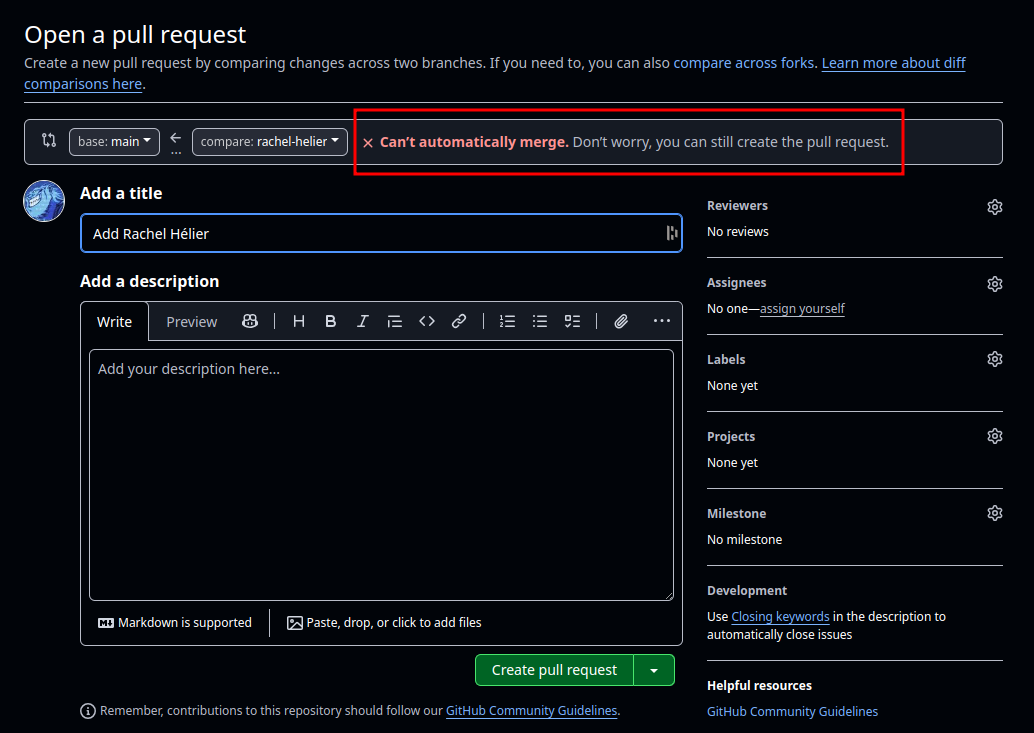 Open a pull request
Create a new pull request by comparing changes across two branches. If you need to, you can also compare across forks. Learn more about diff
comparisons here.
base: main
compare: rachel-helier
Can’t automatically merge. Don’t worry, you can still create the pull request.
Add a title
Add Rachel Hélier
Add a description
Write
Preview
H B I
Add your description here...
Markdown is supported
Paste, drop, or click to add files
Create pull request
Remember, contributions to this repository should follow our GitHub Community Guidelines.
Reviewers
No reviews
Assignees
No one—assign yourself
Labels
None yet
Projects
None yet
Milestone
No milestone
Development
Use Closing keywords in the description to
automatically close issues
Helpful resources
GitHub Community Guidelines